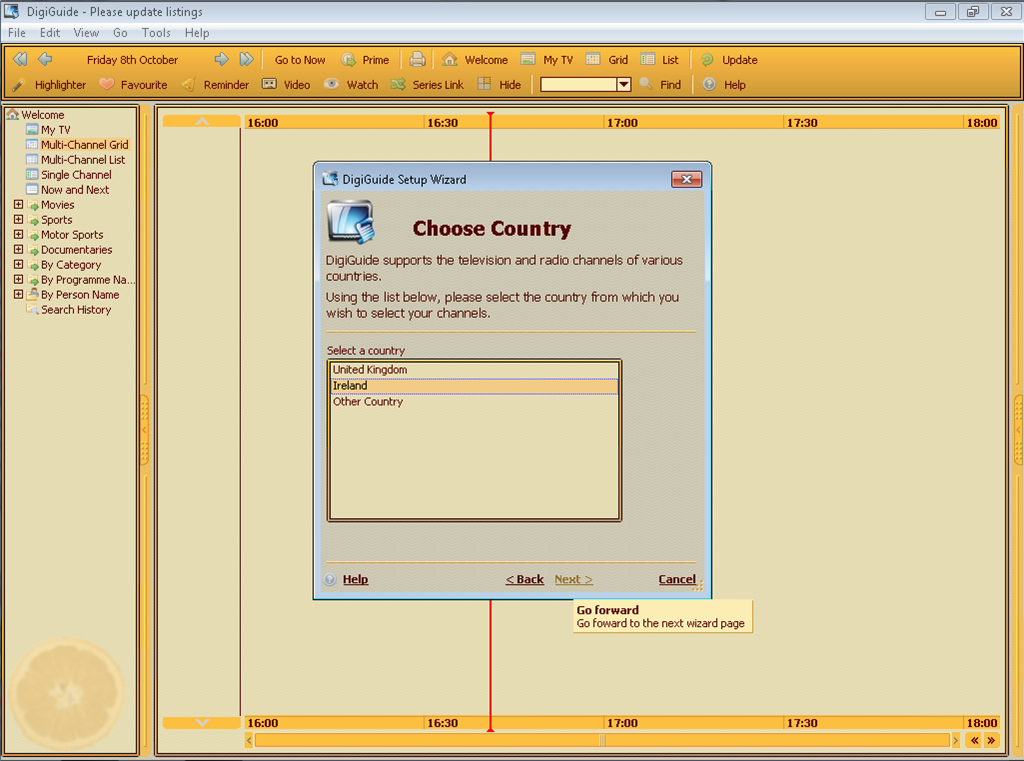 DigiGuide - Please update listings
File Edit View Go Tools Help
Friday 8th October Go to Now Prime Welcome My TV Grid List Update
Highlighter Favourite Reminder Video Watch Series Link Hide Find Help
Welcome
My TV
Multi-Channel Grid
Multi-Channel List
Single Channel
Now and Next
Movies
Sports
Motor Sports
Documentaries
By Category
By Programme Na...
By Person Name
Search History
16:00 16:30 17:00 17:30 18:00
DigiGuide Setup Wizard
Choose Country
DigiGuide supports the television and radio channels of various
countries.
Using the list below, please select the country from which you
wish to select your channels.
Select a country
United Kingdom
Ireland
Other Country
Help < Back Next > Cancel
Go forward
Go foward to the next wizard page
16:00 16:30 17:00 17:30 18:00